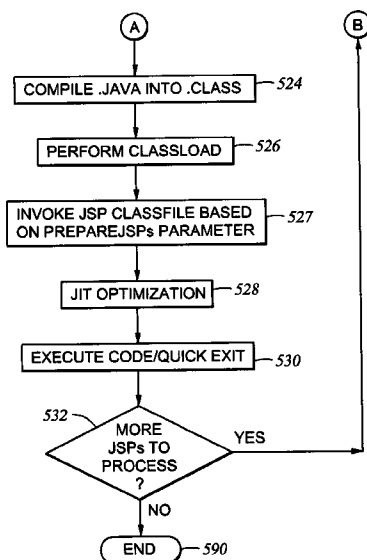 A
B
COMPILE .JAVA INTO .CLASS
524
PERFORM CLASSLOAD
526
INVOKE JSP CLASSFILE BASED
ON PREPAREJSPs PARAMETER
527
JIT OPTIMIZATION
528
EXECUTE CODE/QUICK EXIT
530
532
MORE
JSPs TO
PROCESS
?
YES
NO
END
590